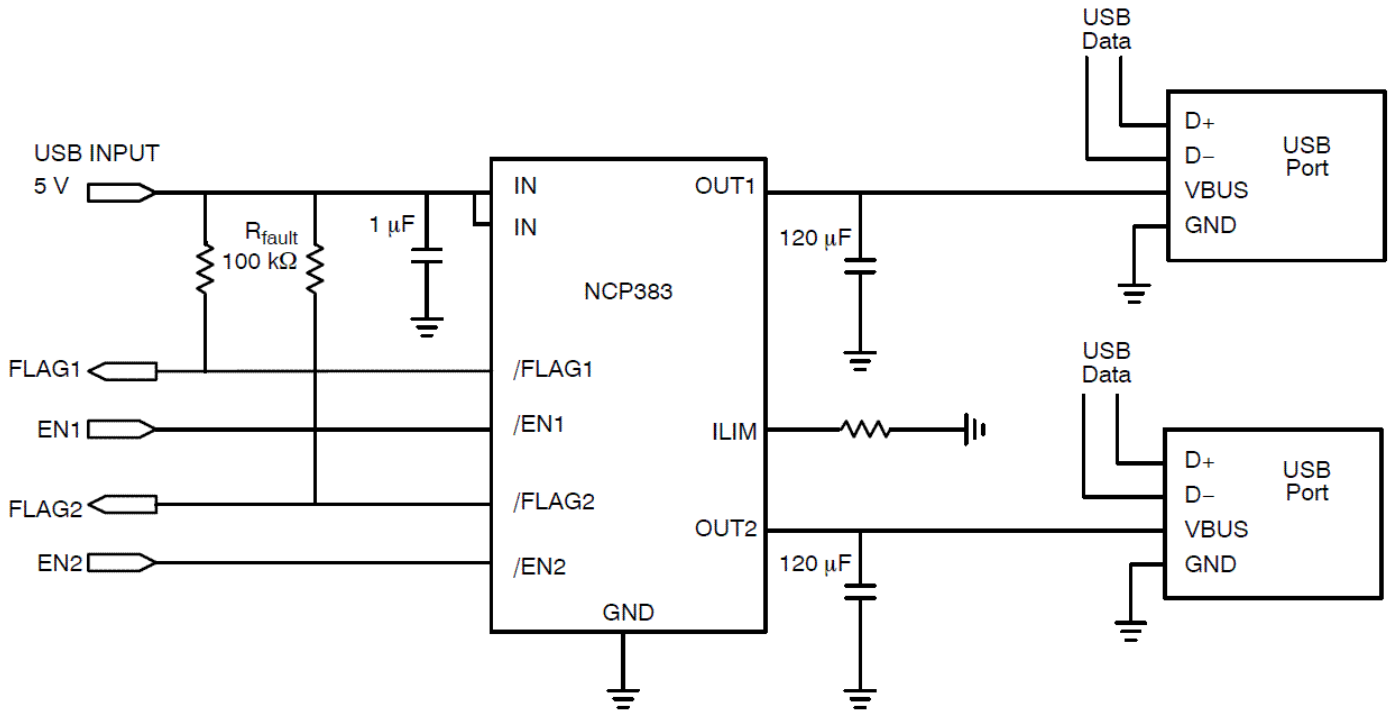 USB
Data
D+
D−
VBUS
GND
USB
Port
USB INPUT
5 V
Rfault
100 kΩ
1 μF
IN
IN
OUT1
120 μF
NCP383
FLAG1
/FLAG1
EN1
/EN1
ILIM
FLAG2
/FLAG2
OUT2
EN2
/EN2
120 μF
GND
USB
Data
D+
D−
VBUS
GND
USB
Port